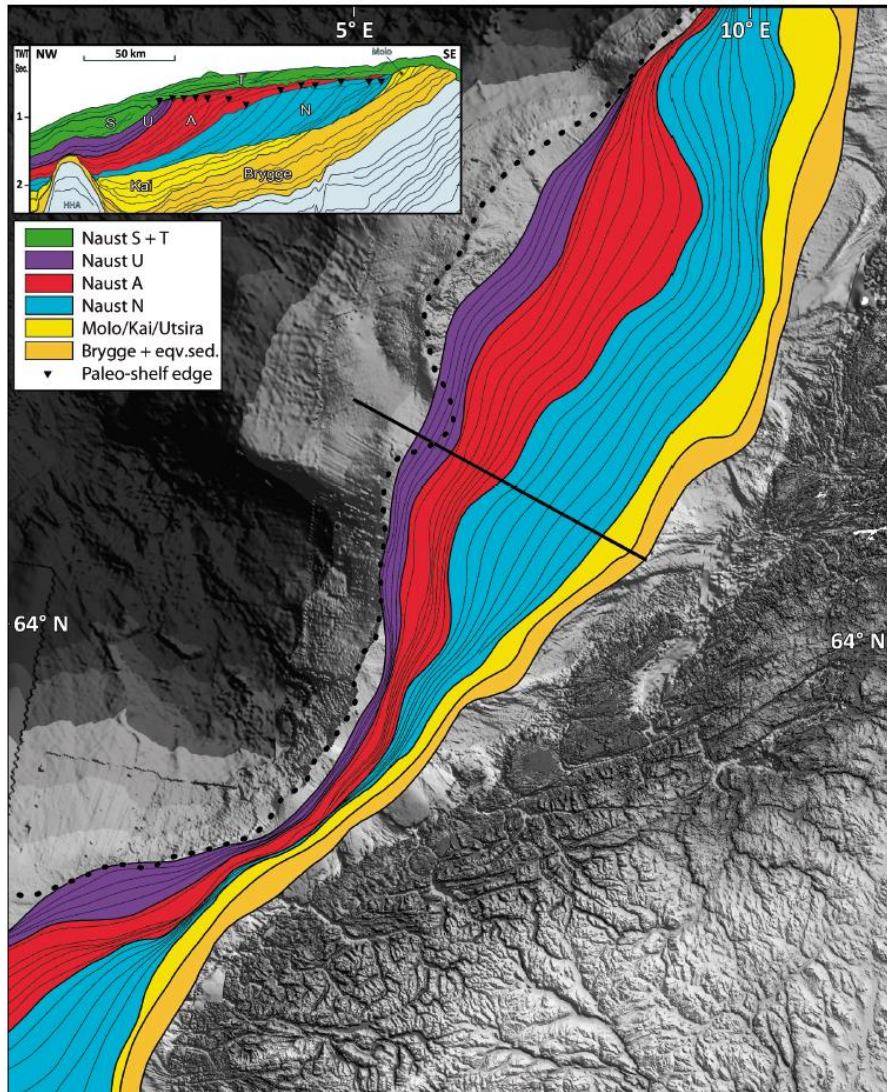 5° E
10° E
TWT
Sec.
NW
50 km
Molo
SE
T
S
U
A
N
1
Kai
Brygge
2
HHA
Naust S + T
Naust U
Naust A
Naust N
Molo/Kai/Utsira
Brygge + eqv.sed.
Paleo-shelf edge
64° N
64° N